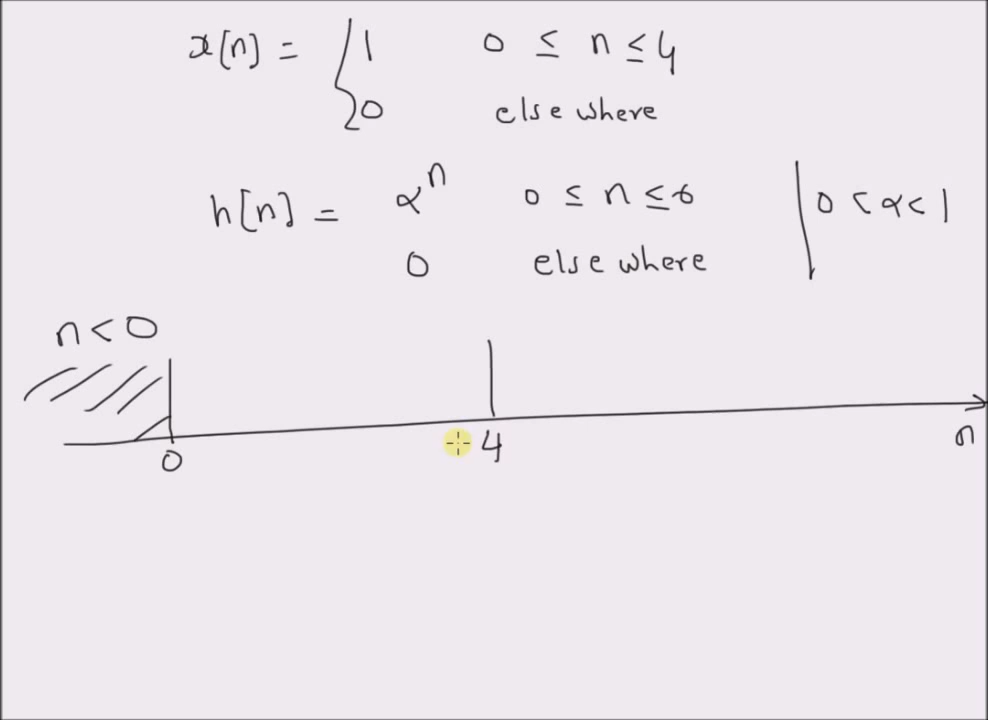 x[n] = { 1 0 ≤ n ≤ 4
0 else where
h[n] = α^n 0 ≤ n ≤ 6 | 0 < α < 1
0 else where
n < 0
0 4 n